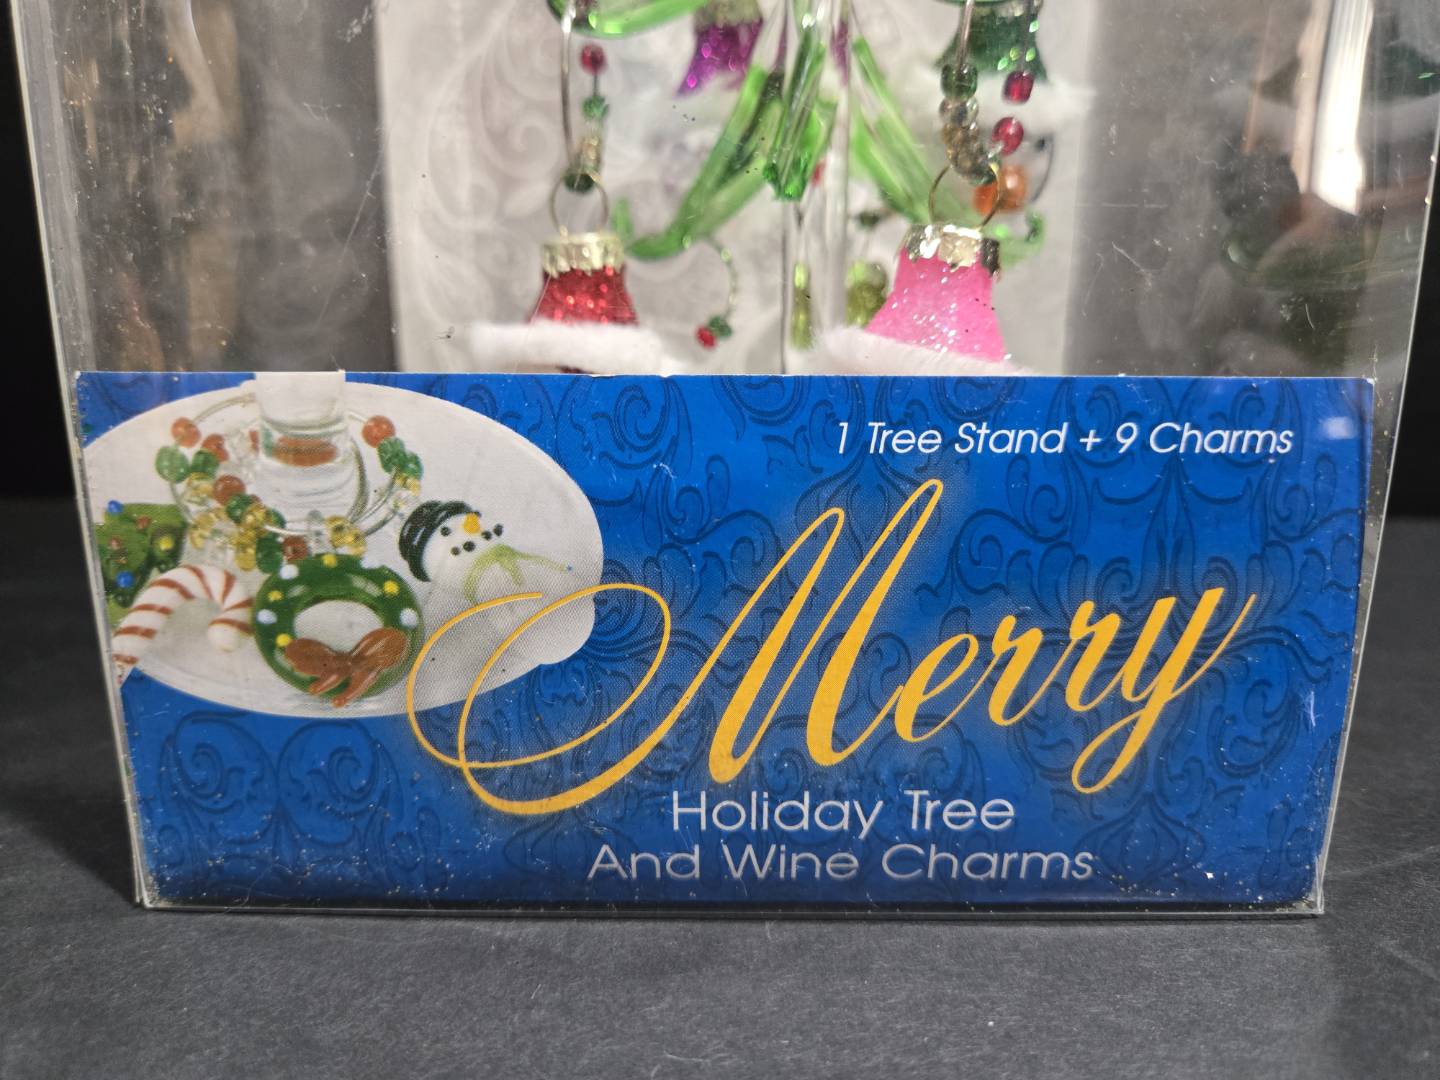 1 Tree Stand + 9 Charms
Merry
Holiday Tree
And Wine Charms